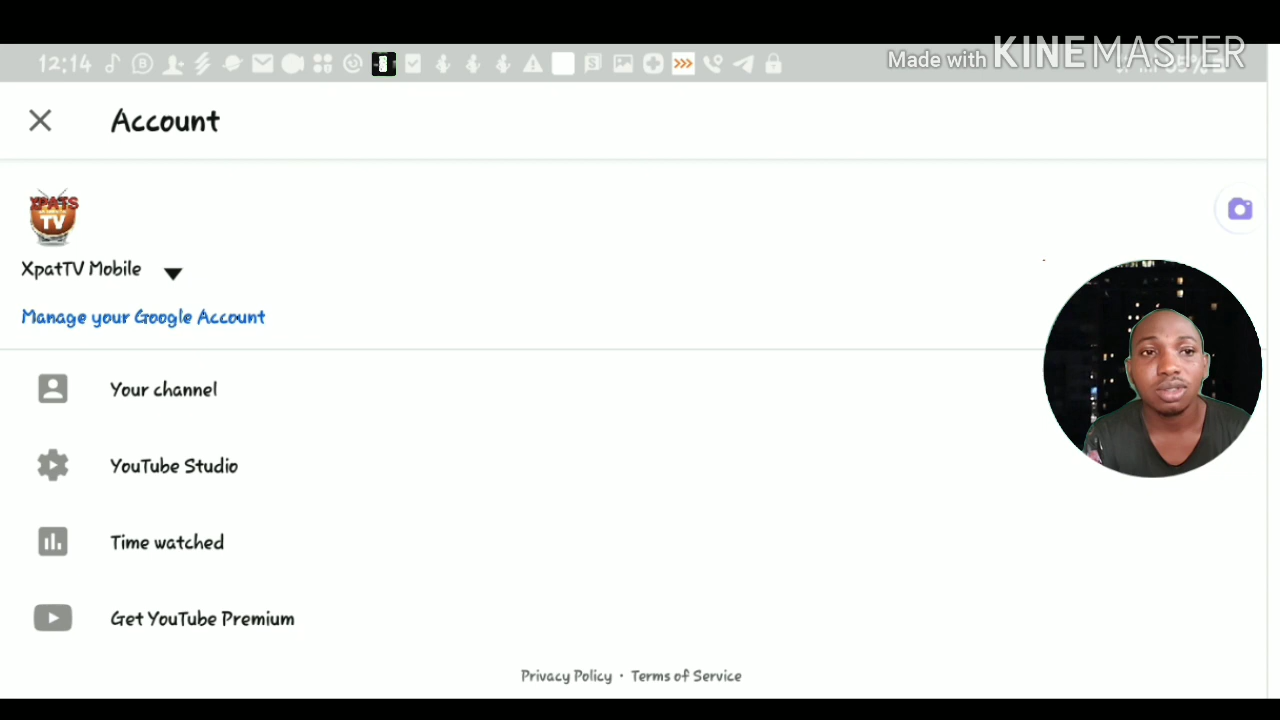 12:14
Made with KINEMASTER
Account
XPATS
TV
XpatTV Mobile
Manage your Google Account
Your channel
YouTube Studio
Time watched
Get YouTube Premium
Privacy Policy · Terms of Service